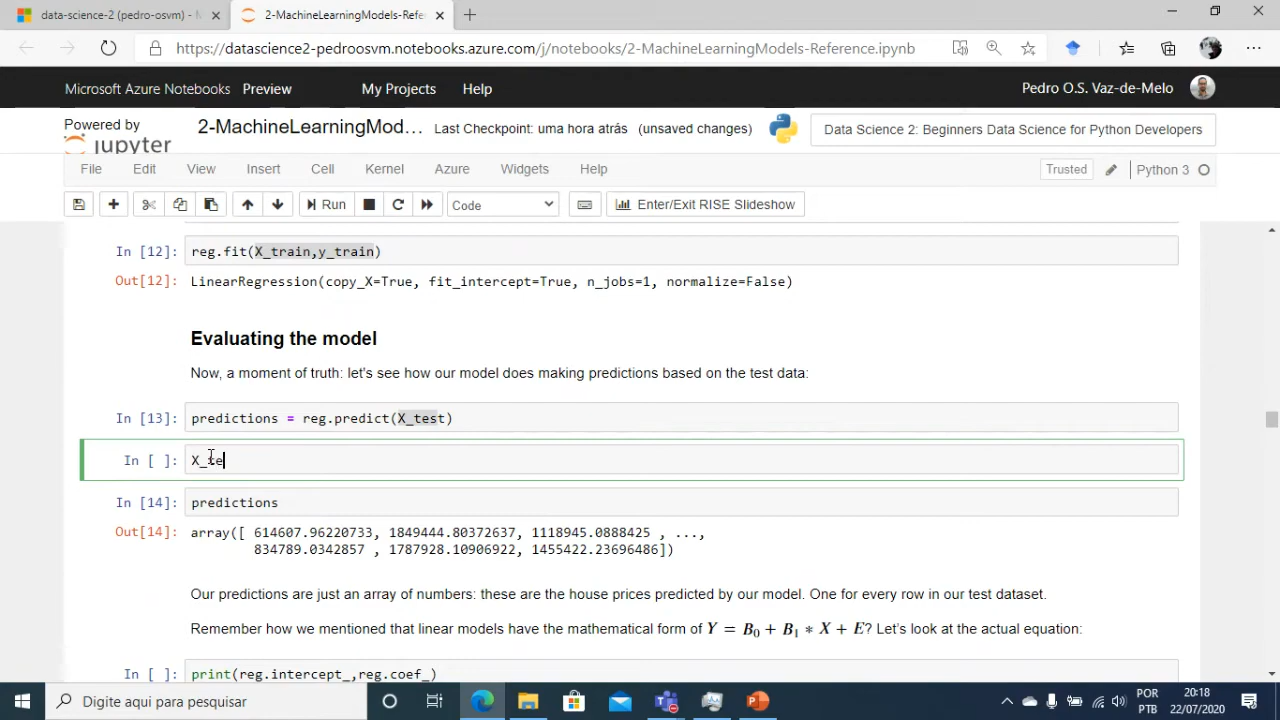 data-science-2 (pedro-osvm) - M
2-MachineLearningModels-Refe
https://datascience2-pedroosvm.notebooks.azure.com/j/notebooks/2-MachineLearningModels-Reference.ipynb
Microsoft Azure Notebooks Preview My Projects Help Pedro O.S. Vaz-de-Melo
Powered by
jupyter
2-MachineLearningMod... Last Checkpoint: uma hora atrás (unsaved changes) Data Science 2: Beginners Data Science for Python Developers
File Edit View Insert Cell Kernel Azure Widgets Help Trusted Python 3
Run Code Enter/Exit RISE Slideshow
In [12]: reg.fit(X_train,y_train)
Out[12]: LinearRegression(copy_X=True, fit_intercept=True, n_jobs=1, normalize=False)
Evaluating the model
Now, a moment of truth: let's see how our model does making predictions based on the test data:
In [13]: predictions = reg.predict(X_test)
In [ ]: X_te
In [14]: predictions
Out[14]: array([ 614607.96220733, 1849444.80372637, 1118945.0888425 , ...,
834789.0342857 , 1787928.10906922, 1455422.23696486])
Our predictions are just an array of numbers: these are the house prices predicted by our model. One for every row in our test dataset.
Remember how we mentioned that linear models have the mathematical form of Y = B₀ + B₁ * X + E? Let's look at the actual equation:
In [ ]: print(reg.intercept_,reg.coef_)
Digite aqui para pesquisar
POR
PTB
20:18
22/07/2020